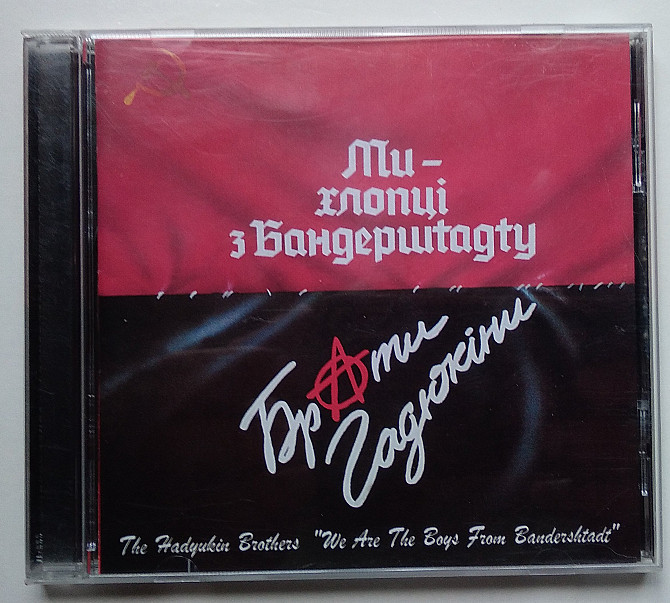 Ми –
хлопці
з Бандерштадту
Брати
Гадюкіни
The Hadyukin Brothers "We Are The Boys From Bandershtadt"